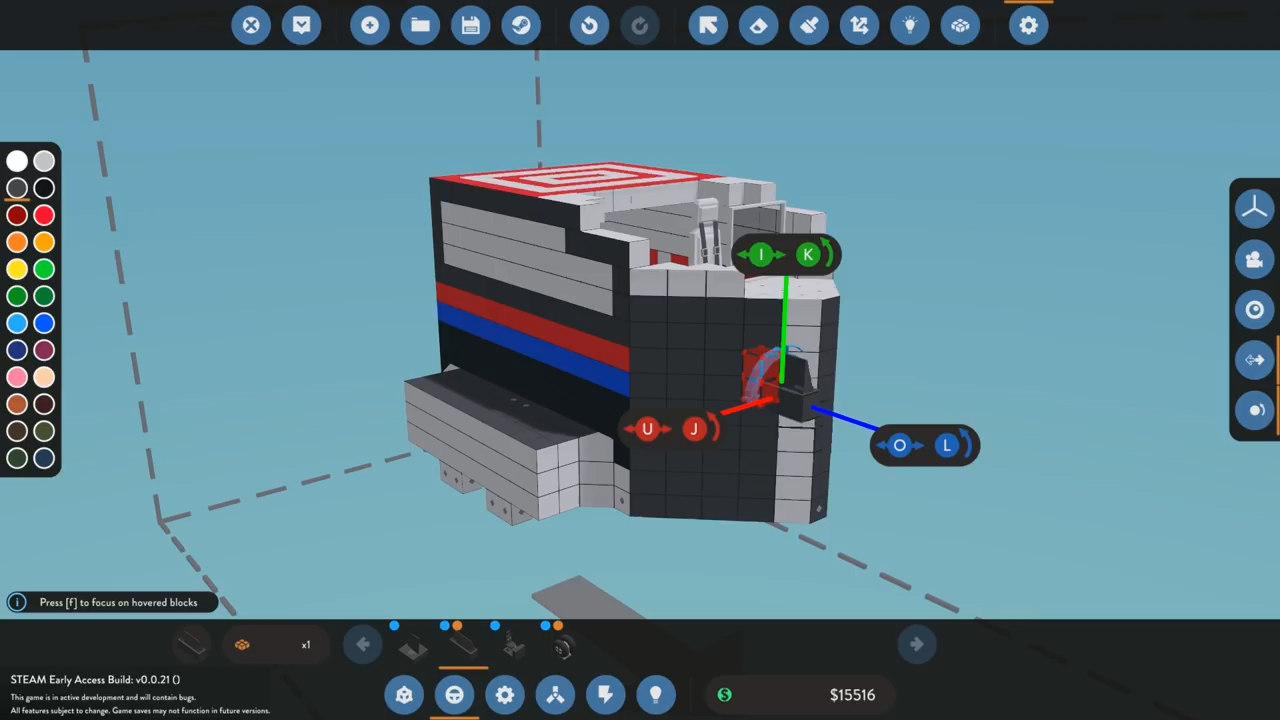 I K
U J
O L
Press [f] to focus on hovered blocks
x1
STEAM Early Access Build: v0.0.21 ()
This game is in active development and will contain bugs.
All features subject to change. Game saves may not function in future versions.
$ $15516